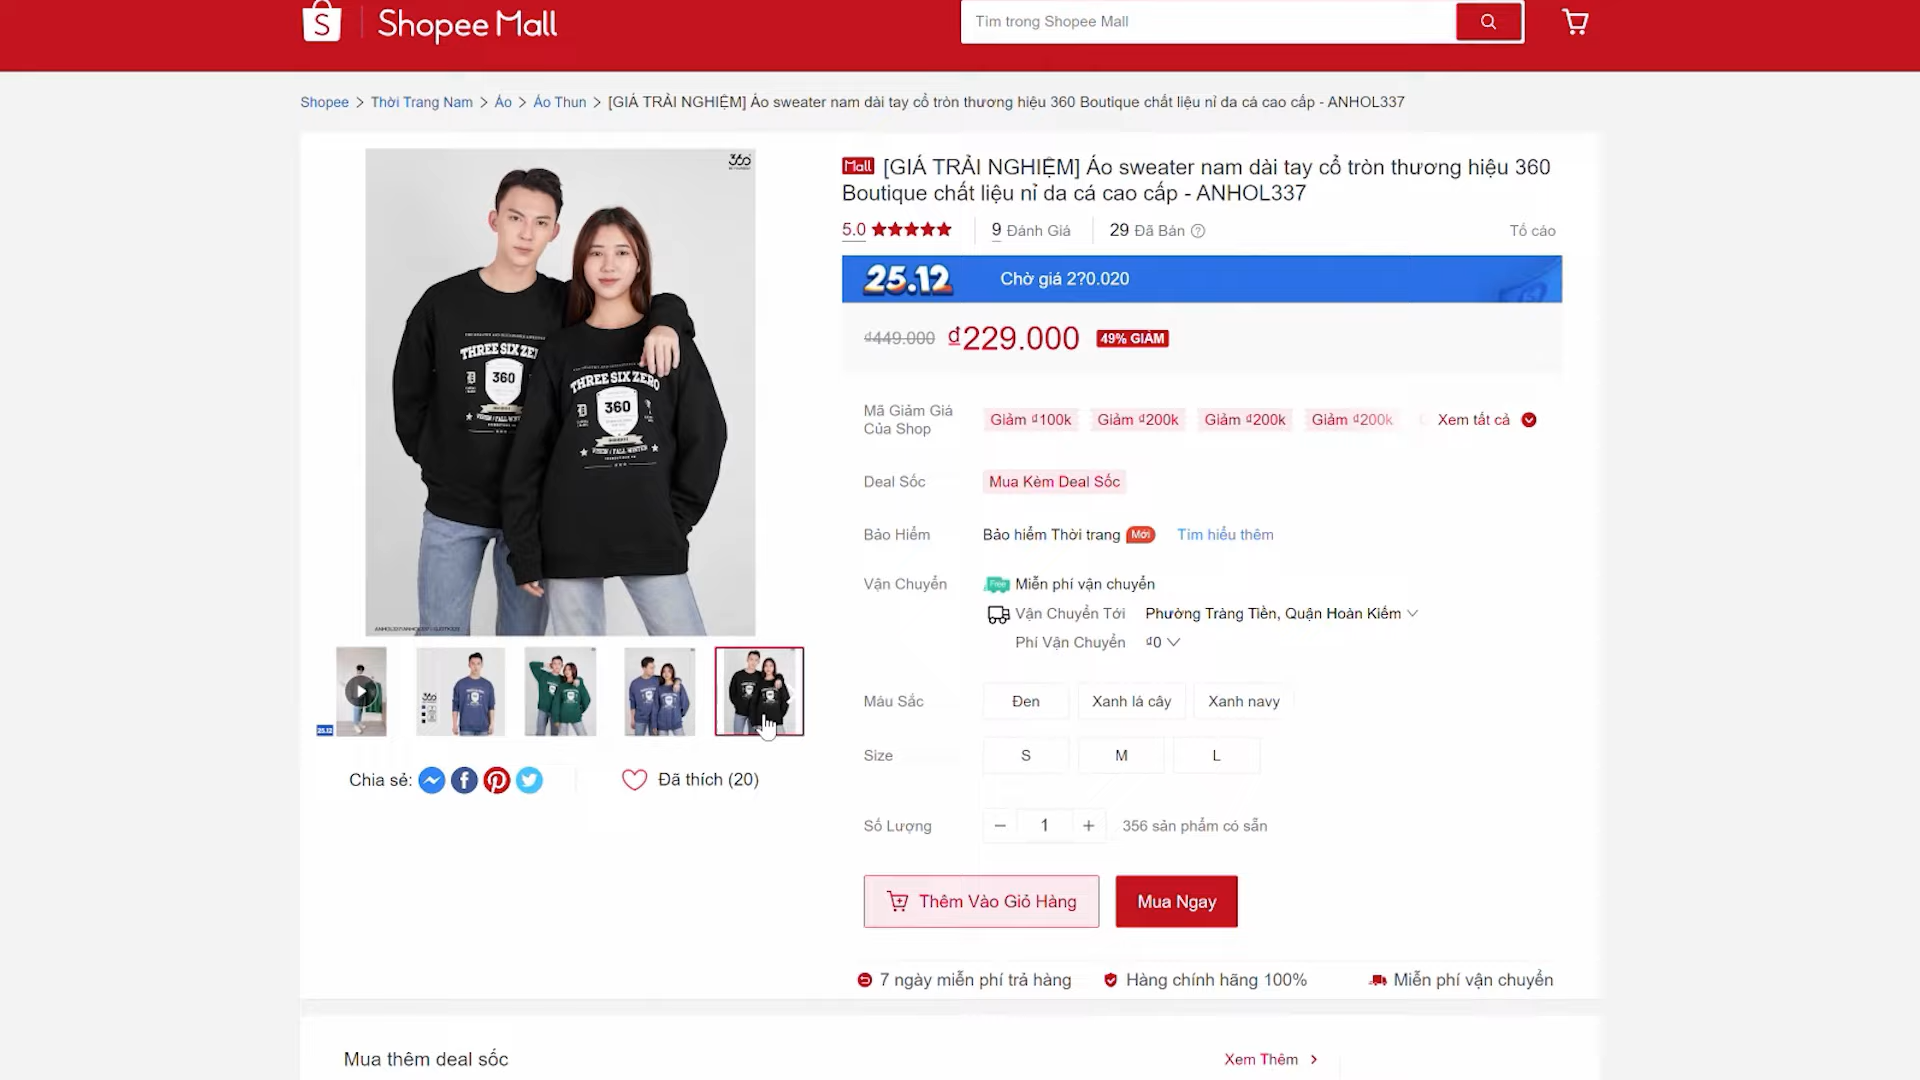 S Shopee Mall
Tìm trong Shopee Mall
Shopee > Thời Trang Nam > Áo > Áo Thun > [GIÁ TRẢI NGHIỆM] Áo sweater nam dài tay cổ tròn thương hiệu 360 Boutique chất liệu nỉ da cá cao cấp - ANHOL337
360
THREE SIX ZE
360
THREE SIX ZERO
360
Mall [GIÁ TRẢI NGHIỆM] Áo sweater nam dài tay cổ tròn thương hiệu 360
Boutique chất liệu nỉ da cá cao cấp - ANHOL337
5.0
9 Đánh Giá
29 Đã Bán ?
Tố cáo
25.12
Chờ giá 2?0.020
₫449.000 ₫229.000 49% GIẢM
Mã Giảm Giá
Của Shop
Giảm ₫100k
Giảm ₫200k
Giảm ₫200k
Giảm ₫200k
Xem tất cả
Deal Sốc
Mua Kèm Deal Sốc
Bảo Hiểm
Bảo hiểm Thời trang Mới Tìm hiểu thêm
Vận Chuyển
Free Miễn phí vận chuyển
Vận Chuyển Tới Phường Tràng Tiền, Quận Hoàn Kiếm
Phí Vận Chuyển ₫0
Màu Sắc
Đen
Xanh lá cây
Xanh navy
Size
S
M
L
25.12
Chia sẻ:
Đã thích (20)
Số Lượng
− 1 +
356 sản phẩm có sẵn
Thêm Vào Giỏ Hàng
Mua Ngay
7 ngày miễn phí trả hàng
Hàng chính hãng 100%
Miễn phí vận chuyển
Mua thêm deal sốc
Xem Thêm >